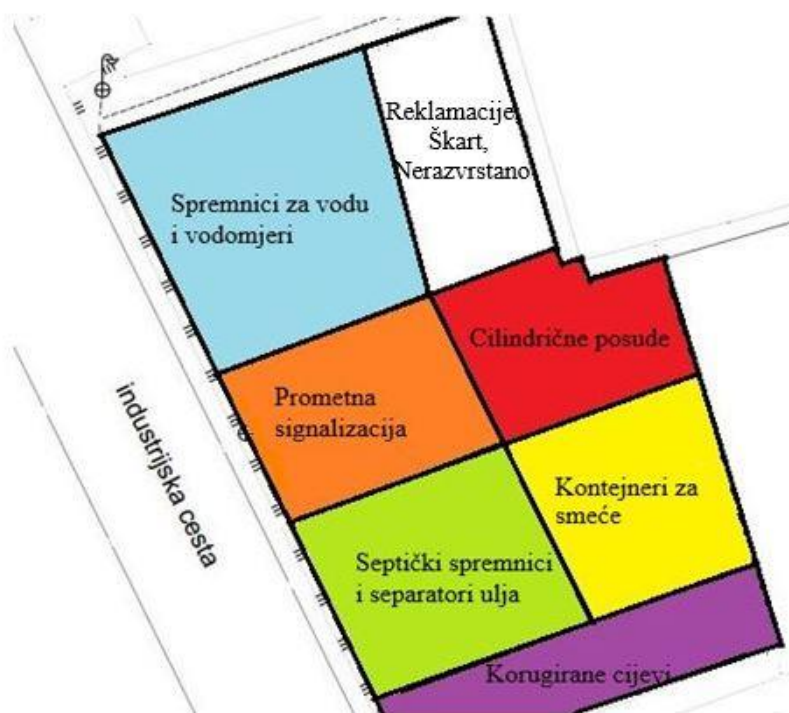 Reklamacije,
Škart,
Nerazvrstano
Spremnici za vodu
i vodomjeri
Cilindrične posude
Prometna
signalizacija
industrijska cesta
Kontejneri za
smeće
Septički spremnici
i separatori ulja
Korugirane cijevi